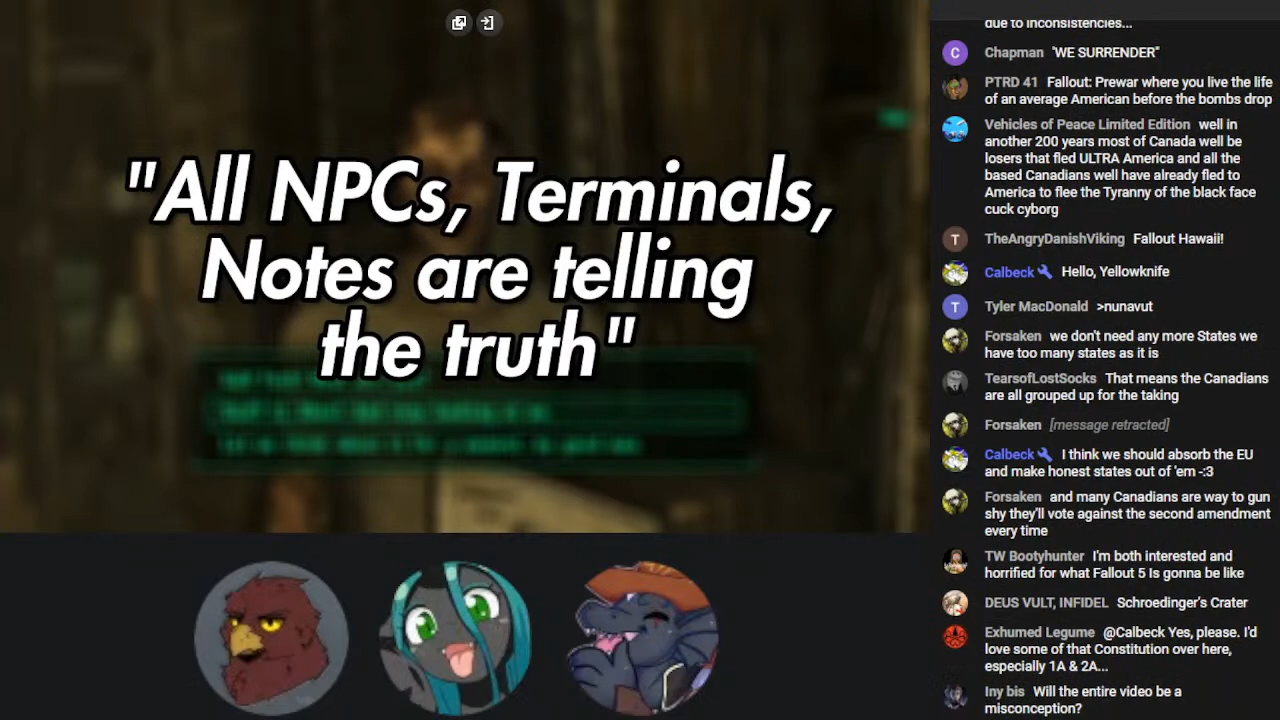 "All NPCs, Terminals,
Notes are telling
the truth"
due to inconsistencies...
C Chapman "WE SURRENDER"
PTRD 41 Fallout: Prewar where you live the life
of an average American before the bombs drop
Vehicles of Peace Limited Edition well in
another 200 years most of Canada well be
losers that fled ULTRA America and all the
based Canadians well have already fled to
America to flee the Tyranny of the black face
cuck cyborg
T TheAngryDanishViking Fallout Hawaii!
Calbeck Hello, Yellowknife
T Tyler MacDonald >nunavut
Forsaken we don't need any more States we
have too many states as it is
TearsofLostSocks That means the Canadians
are all grouped up for the taking
Forsaken [message retracted]
Calbeck I think we should absorb the EU
and make honest states out of 'em -:3
Forsaken and many Canadians are way to gun
shy they'll vote against the second amendment
every time
TW Bootyhunter I'm both interested and
horrified for what Fallout 5 Is gonna be like
DEUS VULT, INFIDEL Schroedinger's Crater
Exhumed Legume @Calbeck Yes, please. I'd
love some of that Constitution over here,
especially 1A & 2A...
Iny bis Will the entire video be a
misconception?